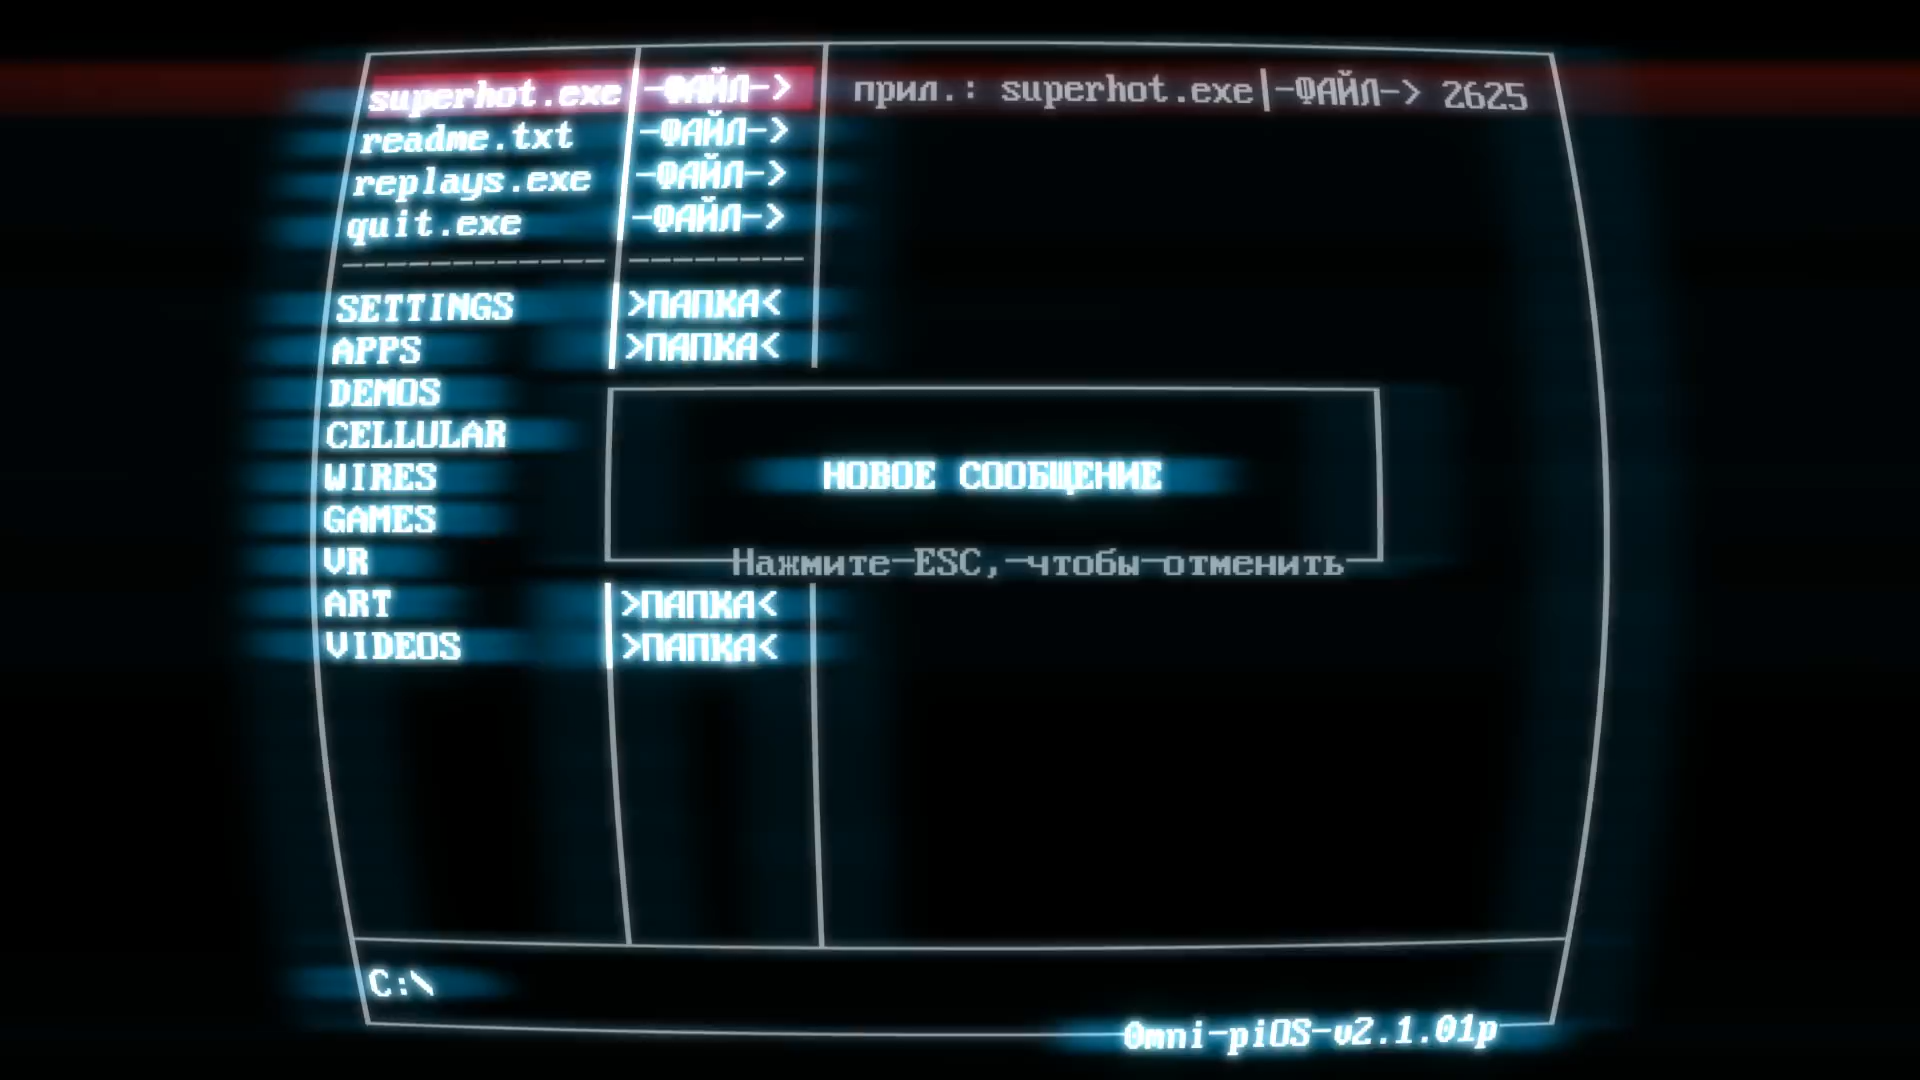 superhot.exe -ФАЙЛ-> прил.: superhot.exe|-ФАЙЛ-> 2625
readme.txt -ФАЙЛ->
replays.exe -ФАЙЛ->
quit.exe -ФАЙЛ->
SETTINGS >ПАПКА<
APPS >ПАПКА<
DEMOS
CELLULAR
WIRES
НОВОЕ СООБЩЕНИЕ
GAMES
VR
Нажмите ESC, чтобы отменить
ART >ПАПКА<
VIDEOS >ПАПКА<
C:\
Omni-piOS-v2.1.01p